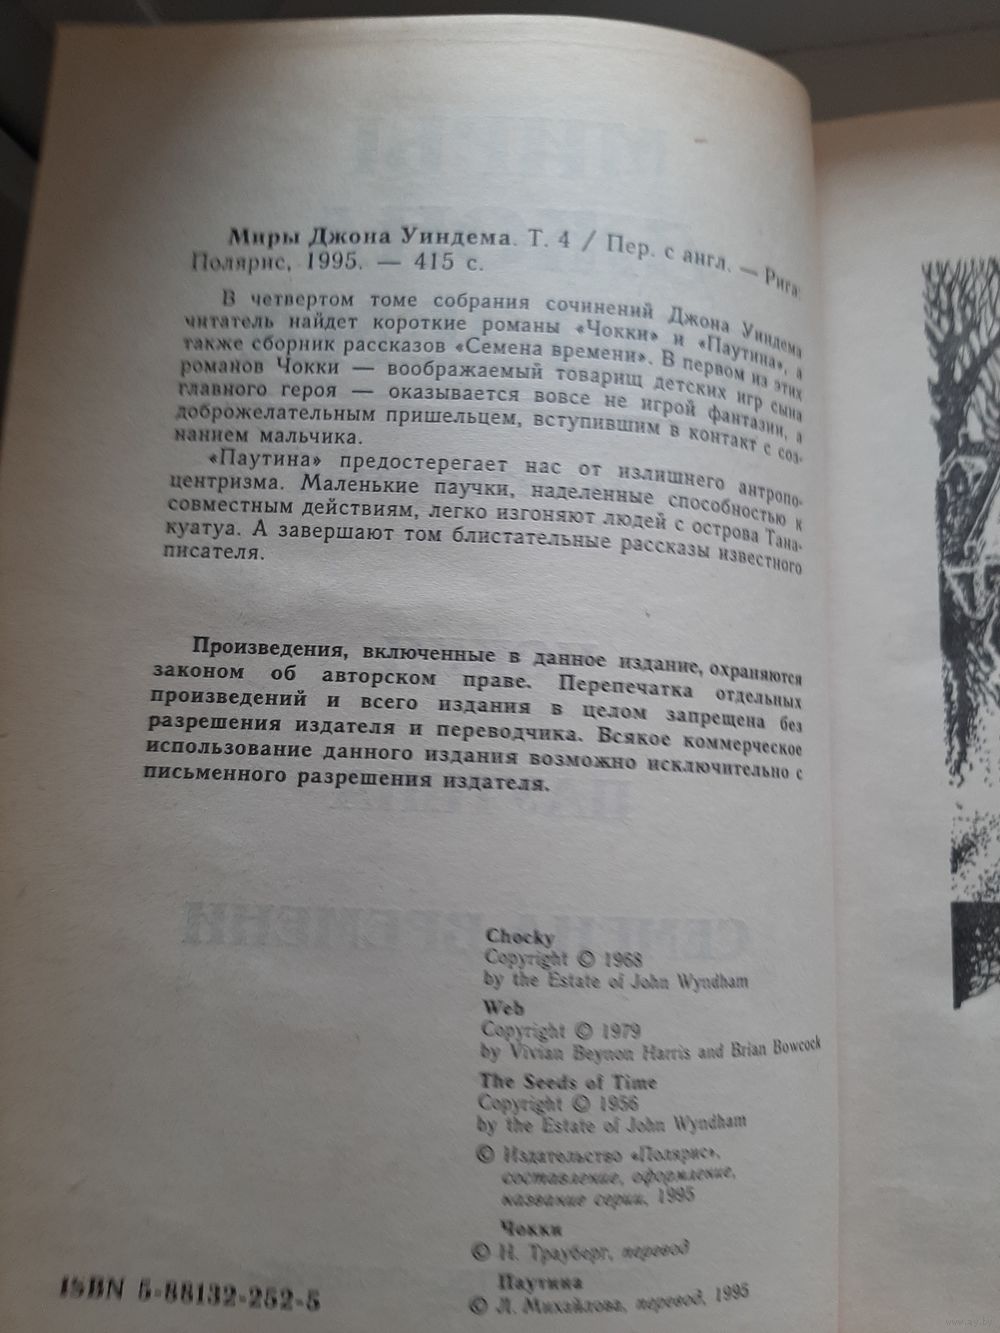 Миры Джона Уиндема. Т. 4 / Пер. с англ. — Рига:
Полярис, 1995. — 415 с.
В четвертом томе собрания сочинений Джона Уиндема
читатель найдет короткие романы «Чокки» и «Паутина», а
также сборник рассказов «Семена времени». В первом из этих
романов Чокки — воображаемый товарищ детских игр сына
главного героя — оказывается вовсе не игрой фантазии, а
доброжелательным пришельцем, вступившим в контакт с соз-
нанием мальчика.
«Паутина» предостерегает нас от излишнего антропо-
центризма. Маленькие паучки, наделенные способностью к
совместным действиям, легко изгоняют людей с острова Тана-
куатуа. А завершают том блистательные рассказы известного
писателя.
Произведения, включенные в данное издание, охраняются
законом об авторском праве. Перепечатка отдельных
произведений и всего издания в целом запрещена без
разрешения издателя и переводчика. Всякое коммерческое
использование данного издания возможно исключительно с
письменного разрешения издателя.
Chocky
Copyright © 1968
by the Estate of John Wyndham
Web
Copyright © 1979
by Vivian Beynon Harris and Brian Bowcock
The Seeds of Time
Copyright © 1956
by the Estate of John Wyndham
© Издательство «Полярис»,
составление, оформление,
название серии, 1995
Чокки
© Н. Трауберг, перевод
Паутина
© Л. Михайлова, перевод, 1995
ISBN 5-88132-252-5
www.ay.by